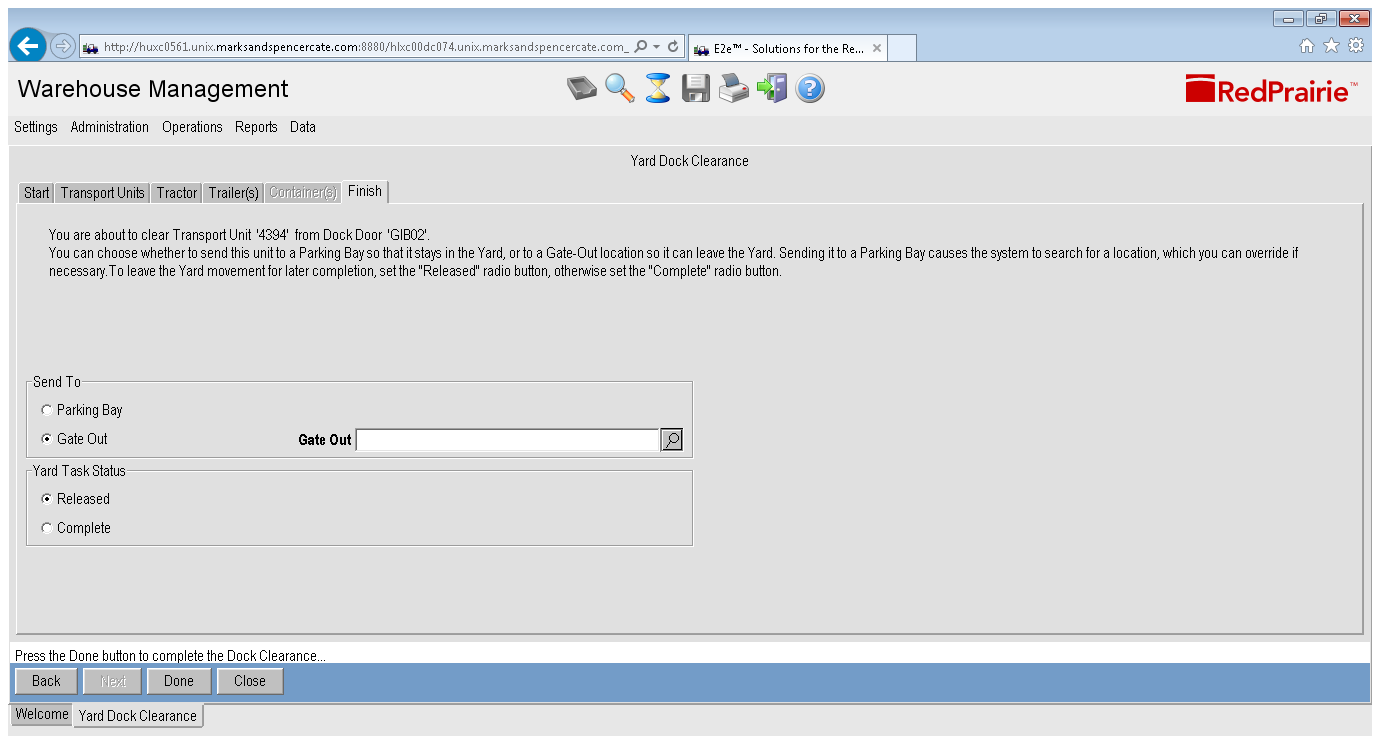 http://huxc0561.unix.marksandspencercate.com:8880/hlxc00dc074.unix.marksandspencercate.com_
E2e™ - Solutions for the Re...
Warehouse Management
RedPrairie™
Settings Administration Operations Reports Data
Yard Dock Clearance
Start Transport Units Tractor Trailer(s) Container(s) Finish
You are about to clear Transport Unit '4394' from Dock Door 'GIB02'.
You can choose whether to send this unit to a Parking Bay so that it stays in the Yard, or to a Gate-Out location so it can leave the Yard. Sending it to a Parking Bay causes the system to search for a location, which you can override if
necessary.To leave the Yard movement for later completion, set the "Released" radio button, otherwise set the "Complete" radio button.
Send To
Parking Bay
Gate Out Gate Out
Yard Task Status
Released
Complete
Press the Done button to complete the Dock Clearance...
Back Next Done Close
Welcome Yard Dock Clearance